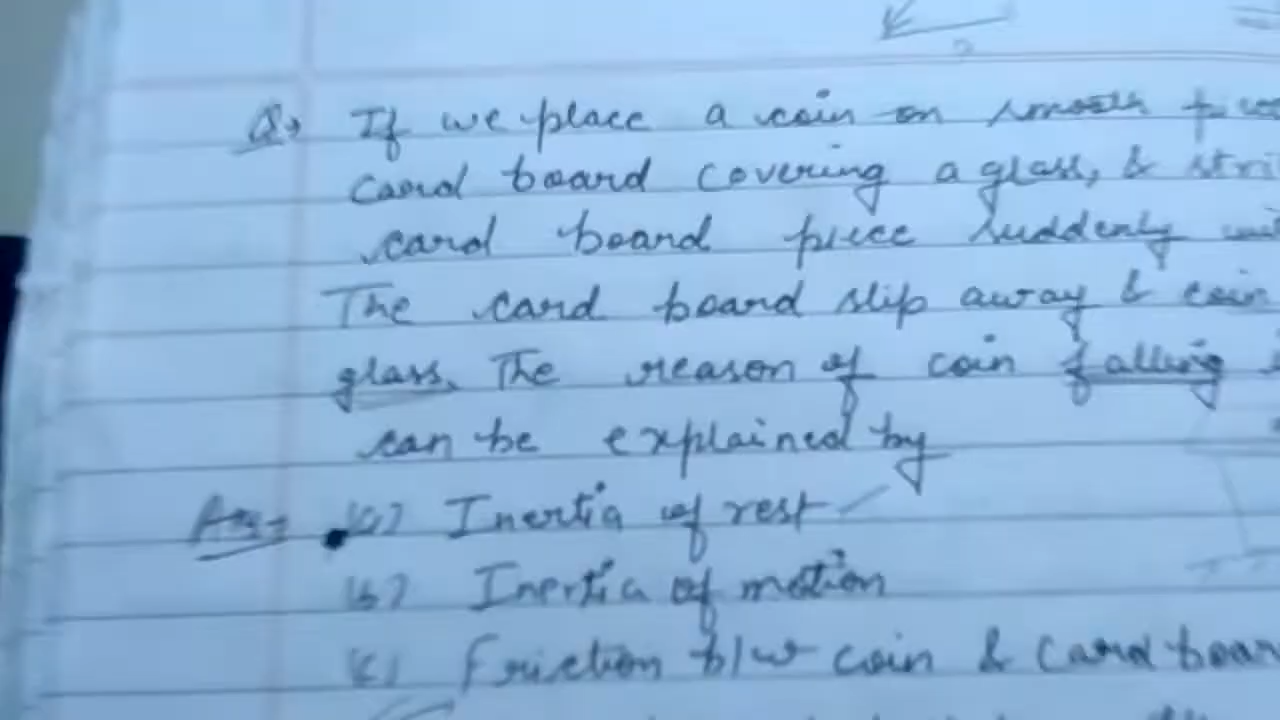 Q→ If we place a coin on smooth
card board covering a glass, &
card board piece suddenly
The card board slip away & coin
glass. The reason of coin falling
can be explained by
Ans→ (a) Inertia of rest
(b) Inertia of motion
(c) Friction b/w coin & card boar